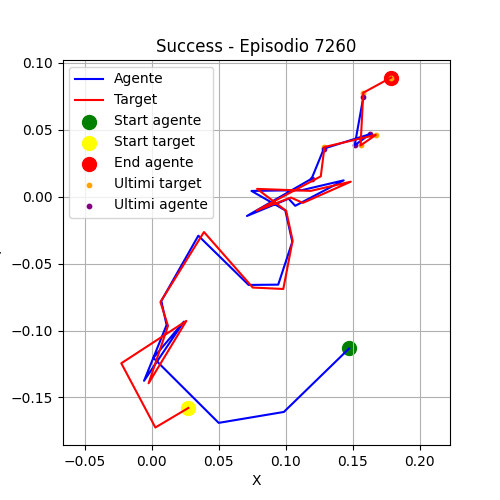 Success - Episodio 7260
0.10
0.05
0.00
−0.05
−0.10
−0.15
Agente
Target
Start agente
Start target
End agente
Ultimi target
Ultimi agente
−0.05
0.00
0.05
0.10
0.15
0.20
X